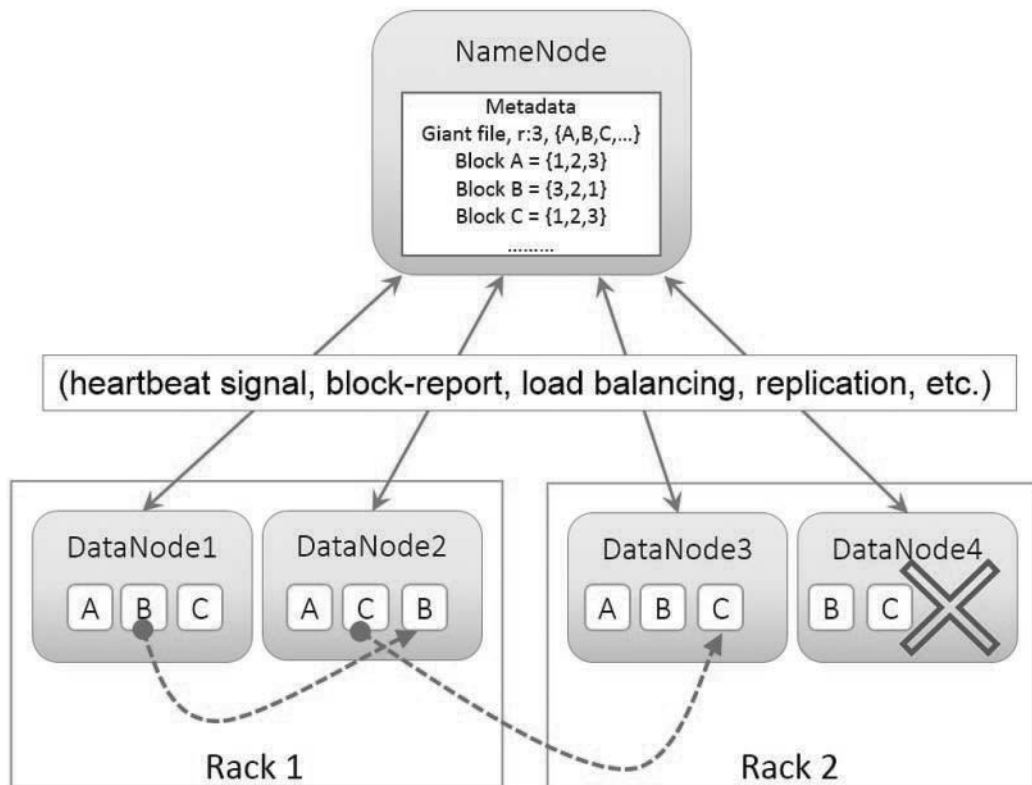 NameNode
Metadata
Giant file, r:3, {A,B,C,...}
Block A = {1,2,3}
Block B = {3,2,1}
Block C = {1,2,3}
.........
(heartbeat signal, block-report, load balancing, replication, etc.)
DataNode1
A B C
DataNode2
A C B
DataNode3
A B C
DataNode4
B C
Rack 1
Rack 2